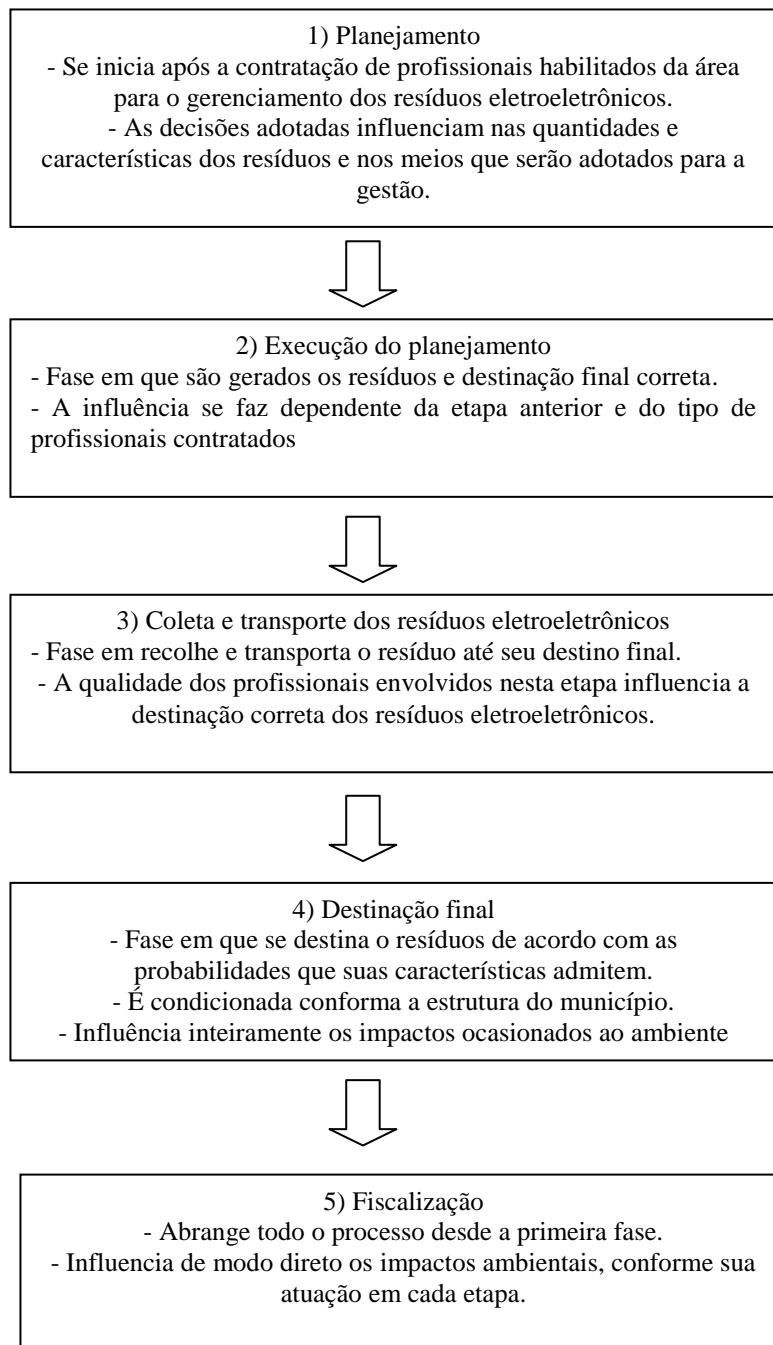 1) Planejamento
- Se inicia após a contratação de profissionais habilitados da área
para o gerenciamento dos resíduos eletroeletrônicos.
- As decisões adotadas influenciam nas quantidades e
características dos resíduos e nos meios que serão adotados para a
gestão.
2) Execução do planejamento
- Fase em que são gerados os resíduos e destinação final correta.
- A influência se faz dependente da etapa anterior e do tipo de
profissionais contratados
3) Coleta e transporte dos resíduos eletroeletrônicos
- Fase em recolhe e transporta o resíduo até seu destino final.
- A qualidade dos profissionais envolvidos nesta etapa influencia a
destinação correta dos resíduos eletroeletrônicos.
4) Destinação final
- Fase em que se destina o resíduos de acordo com as
probabilidades que suas características admitem.
- É condicionada conforma a estrutura do município.
- Influência inteiramente os impactos ocasionados ao ambiente
5) Fiscalização
- Abrange todo o processo desde a primeira fase.
- Influencia de modo direto os impactos ambientais, conforme sua
atuação em cada etapa.